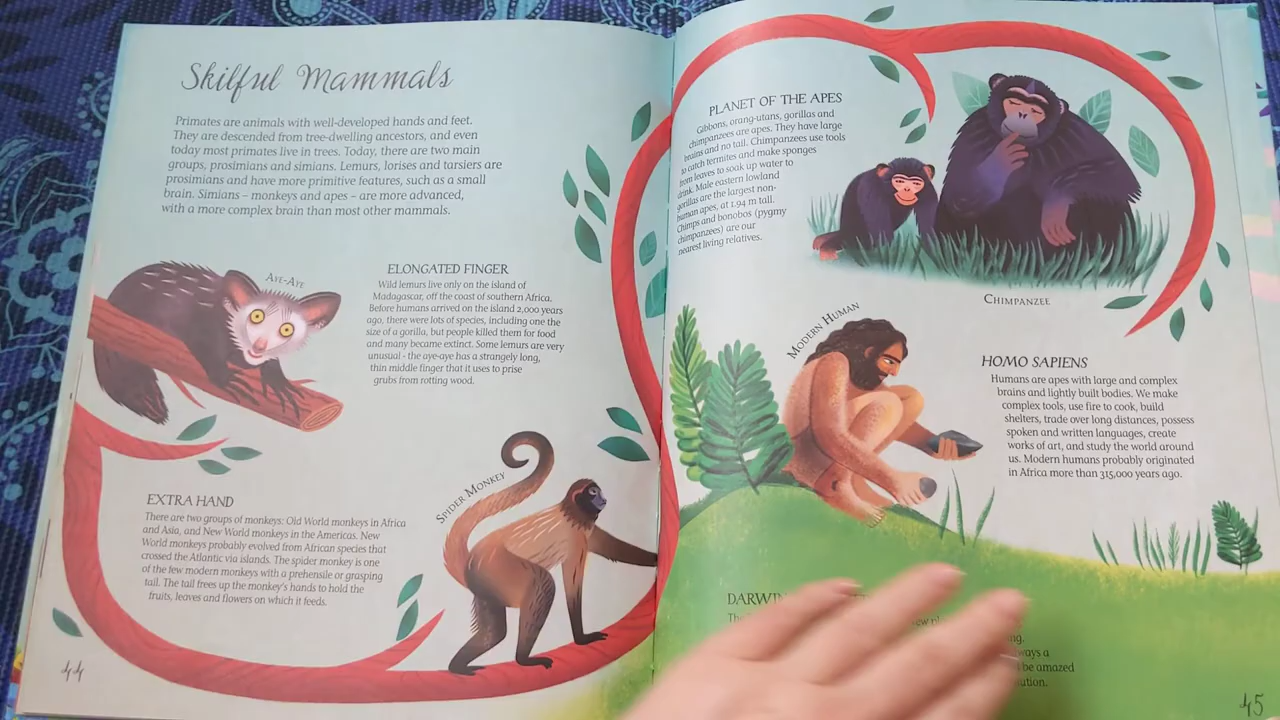 Skilful Mammals
Primates are animals with well-developed hands and feet.
They are descended from tree-dwelling ancestors, and even
today most primates live in trees. Today, there are two main
groups, prosimians and simians. Lemurs, lorises and tarsiers are
prosimians and have more primitive features, such as a small
brain. Simians – monkeys and apes – are more advanced,
with a more complex brain than most other mammals.
AYE-AYE
ELONGATED FINGER
Wild lemurs live only on the island of
Madagascar, off the coast of southern Africa.
Before humans arrived on the island 2,000 years
ago, there were lots of species, including one the
size of a gorilla, but people killed them for food
and many became extinct. Some lemurs are very
unusual - the aye-aye has a strangely long,
thin middle finger that it uses to prise
grubs from rotting wood.
EXTRA HAND
There are two groups of monkeys: Old World monkeys in Africa
and Asia, and New World monkeys in the Americas. New
World monkeys probably evolved from African species that
crossed the Atlantic via islands. The spider monkey is one
of the few modern monkeys with a prehensile or grasping
tail. The tail frees up the monkey's hands to hold the
fruits, leaves and flowers on which it feeds.
SPIDER MONKEY
44
PLANET OF THE APES
Gibbons, orang-utans, gorillas and
chimpanzees are apes. They have large
brains and no tail. Chimpanzees use tools
to catch termites and make sponges
from leaves to soak up water to
drink. Male eastern lowland
gorillas are the largest non-
human apes, at 1.94 m tall.
Chimps and bonobos (pygmy
chimpanzees) are our
nearest living relatives.
CHIMPANZEE
MODERN HUMAN
HOMO SAPIENS
Humans are apes with large and complex
brains and lightly built bodies. We make
complex tools, use fire to cook, build
shelters, trade over long distances, possess
spoken and written languages, create
works of art, and study the world around
us. Modern humans probably originated
in Africa more than 315,000 years ago.
be amazed
45